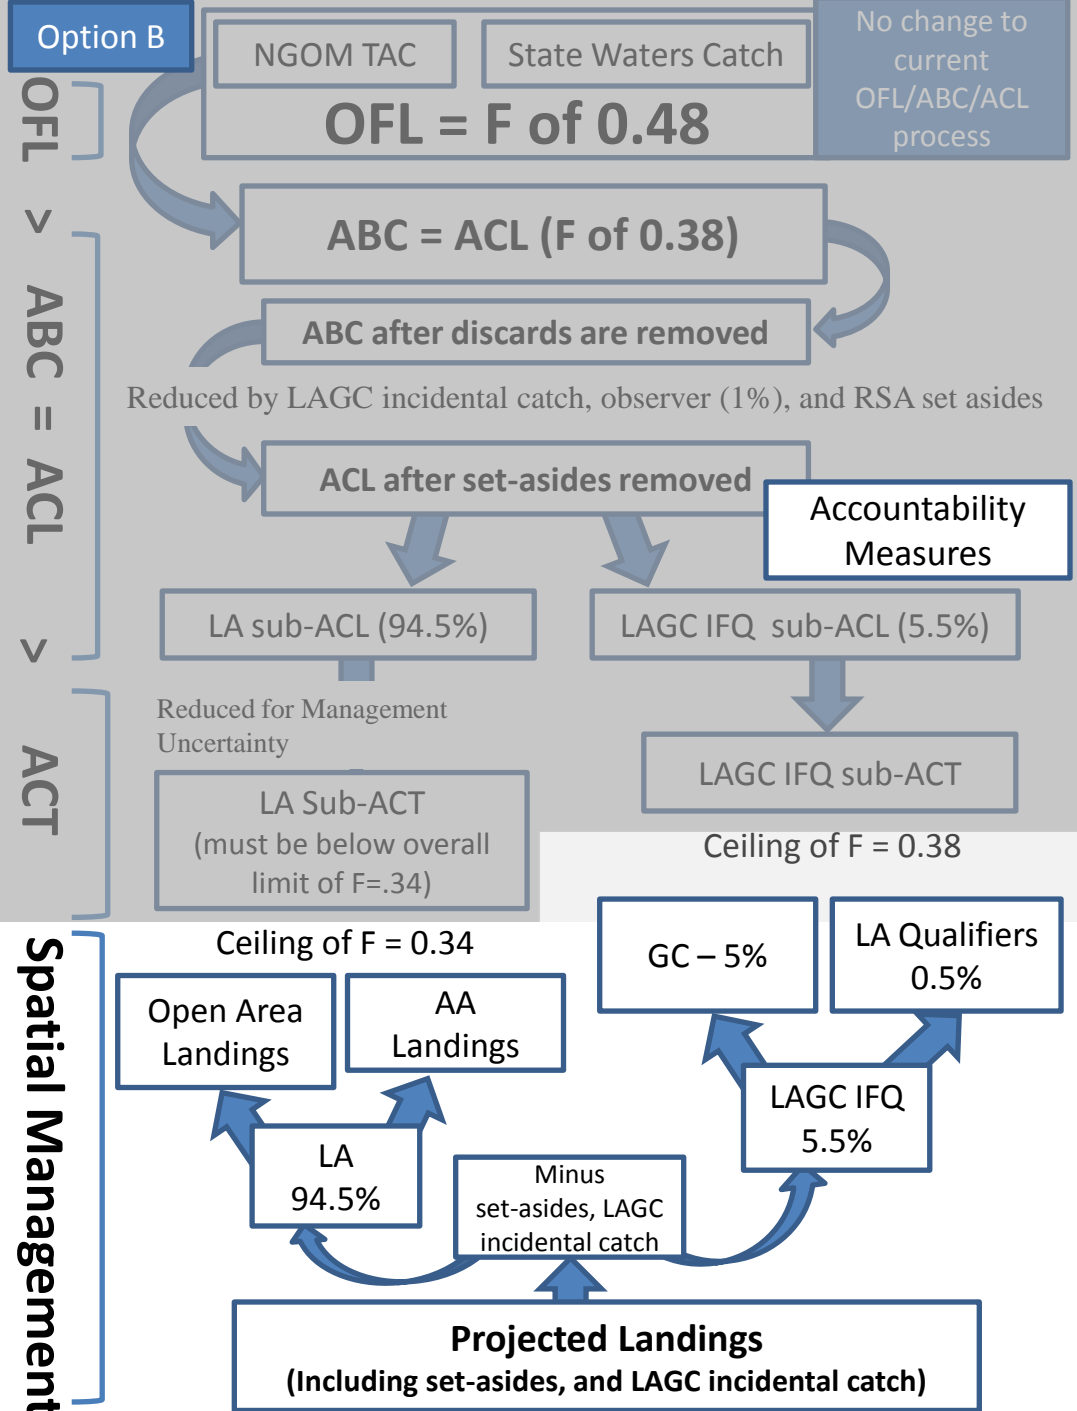 Option B
NGOM TAC
State Waters Catch
No change to
current
OFL/ABC/ACL
process
OFL = F of 0.48
OFL
>
ABC = ACL (F of 0.38)
ABC after discards are removed
Reduced by LAGC incidental catch, observer (1%), and RSA set asides
ABC = ACL
ACL after set-asides removed
Accountability
Measures
LA sub-ACL (94.5%)
LAGC IFQ sub-ACL (5.5%)
>
Reduced for Management
Uncertainty
ACT
LAGC IFQ sub-ACT
LA Sub-ACT
(must be below overall
limit of F=.34)
Ceiling of F = 0.38
Ceiling of F = 0.34
GC – 5%
LA Qualifiers
0.5%
Spatial Management
Open Area
Landings
AA
Landings
LAGC IFQ
5.5%
LA
94.5%
Minus
set-asides, LAGC
incidental catch
Projected Landings
(Including set-asides, and LAGC incidental catch)